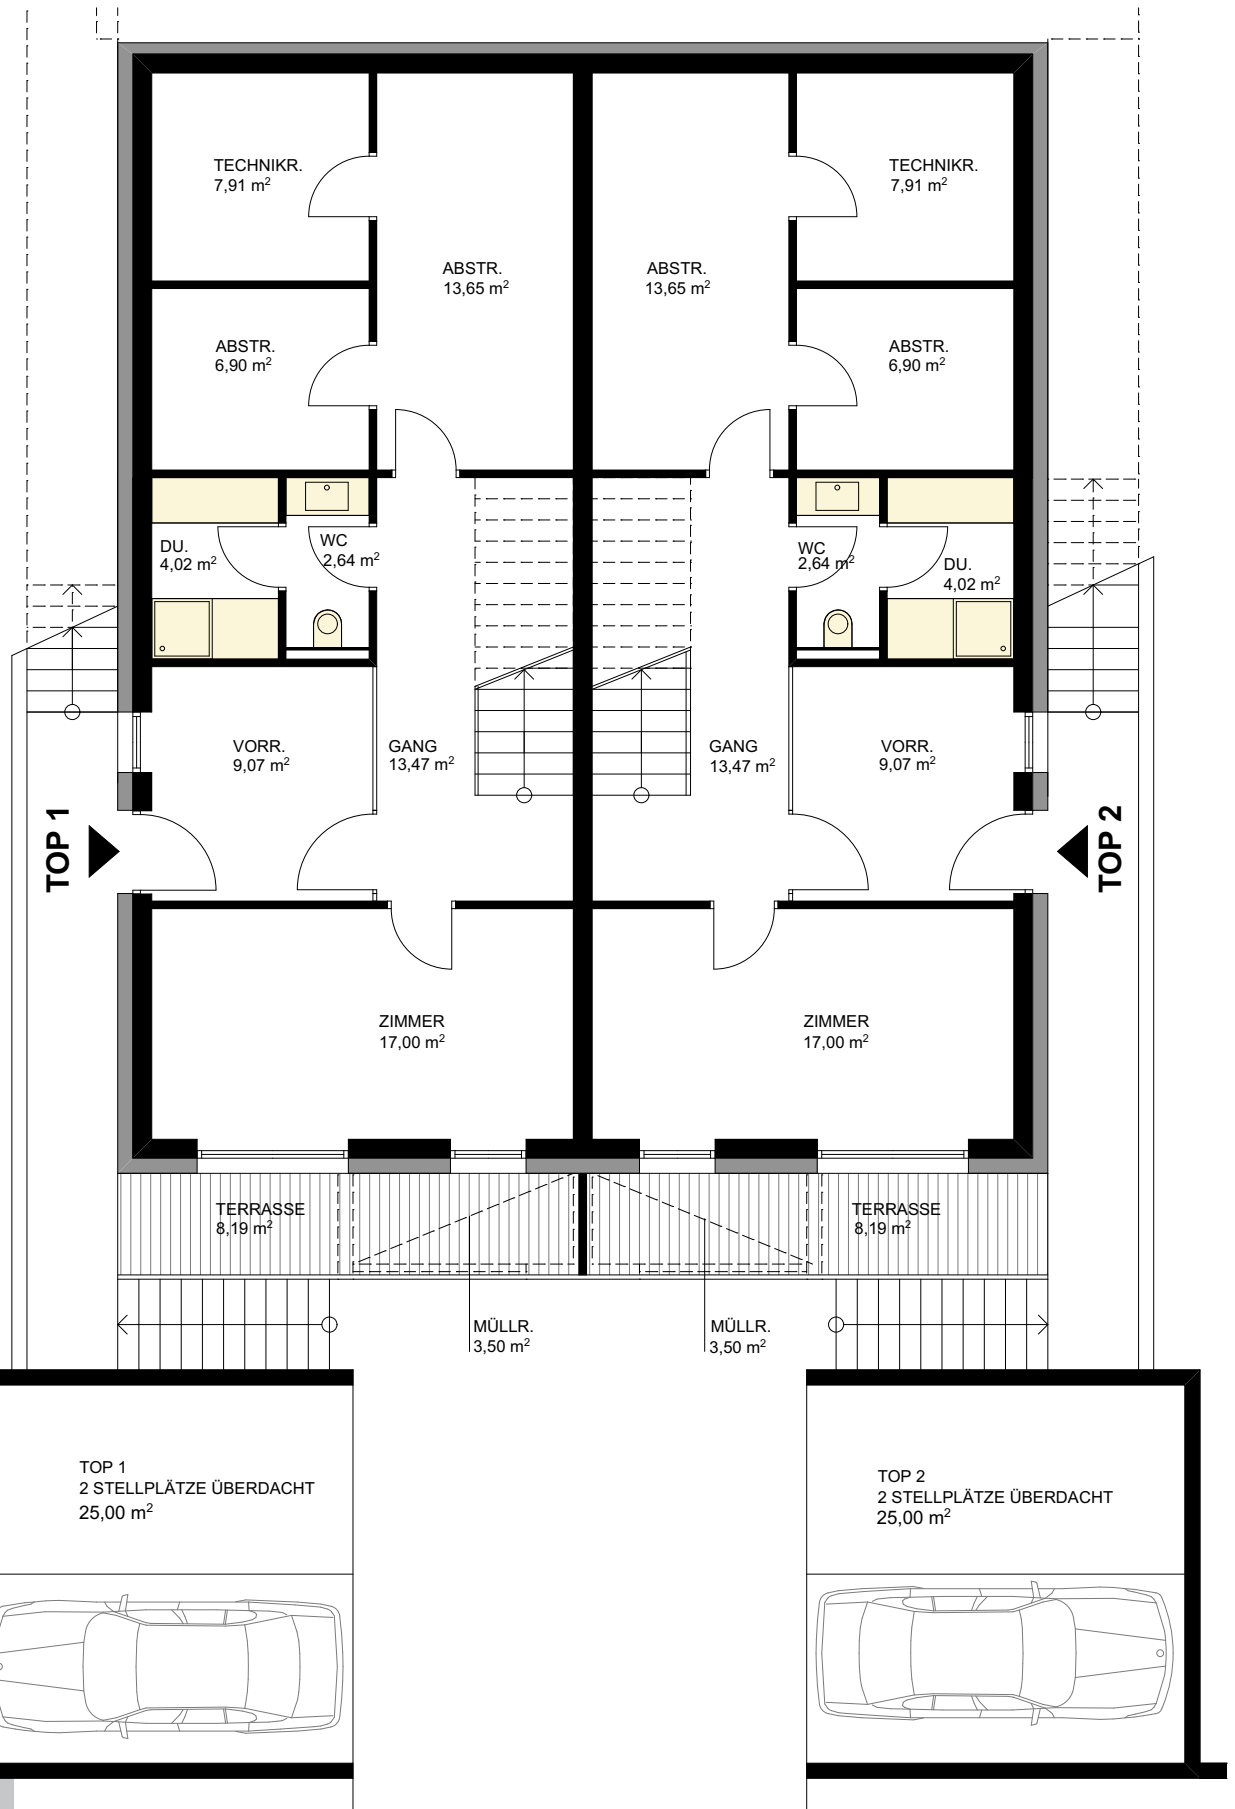 TECHNIKR.
7,91 m²
TECHNIKR.
7,91 m²
ABSTR.
13,65 m²
ABSTR.
13,65 m²
ABSTR.
6,90 m²
ABSTR.
6,90 m²
DU.
4,02 m²
WC
2,64 m²
WC
2,64 m²
DU.
4,02 m²
VORR.
9,07 m²
GANG
13,47 m²
GANG
13,47 m²
VORR.
9,07 m²
TOP 1
TOP 2
ZIMMER
17,00 m²
ZIMMER
17,00 m²
TERRASSE
8,19 m²
TERRASSE
8,19 m²
MÜLLR.
3,50 m²
MÜLLR.
3,50 m²
TOP 1
2 STELLPLÄTZE ÜBERDACHT
25,00 m²
TOP 2
2 STELLPLÄTZE ÜBERDACHT
25,00 m²